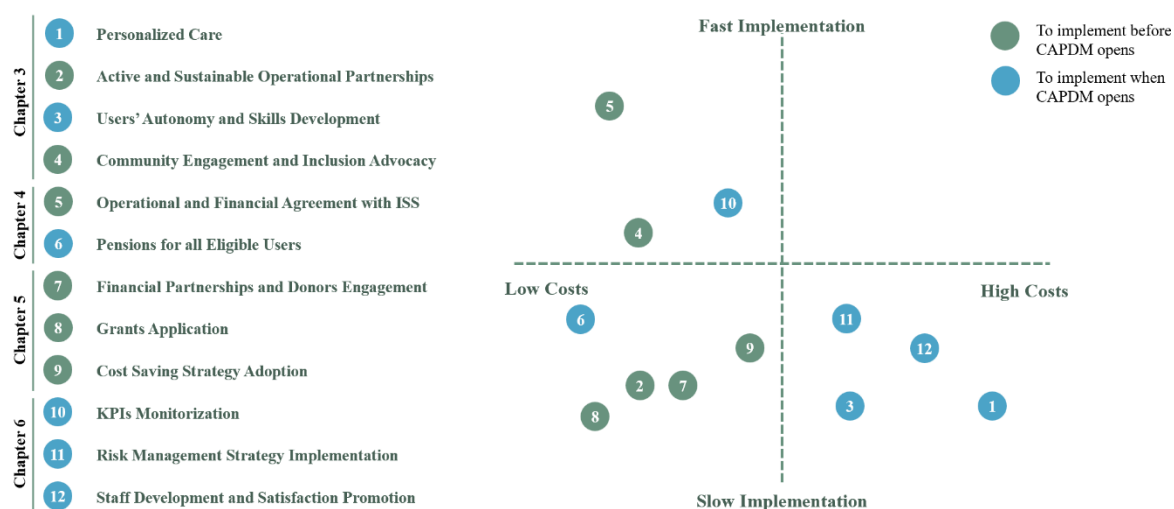 Chapter 3
1 Personalized Care
2 Active and Sustainable Operational Partnerships
3 Users' Autonomy and Skills Development
4 Community Engagement and Inclusion Advocacy
Chapter 4
5 Operational and Financial Agreement with ISS
6 Pensions for all Eligible Users
Chapter 5
7 Financial Partnerships and Donors Engagement
8 Grants Application
9 Cost Saving Strategy Adoption
Chapter 6
10 KPIs Monitorization
11 Risk Management Strategy Implementation
12 Staff Development and Satisfaction Promotion
Fast Implementation
5
10
4
Low Costs
High Costs
6
11
9
12
2
7
8
3
1
Slow Implementation
To implement before
CAPDM opens
To implement when
CAPDM opens